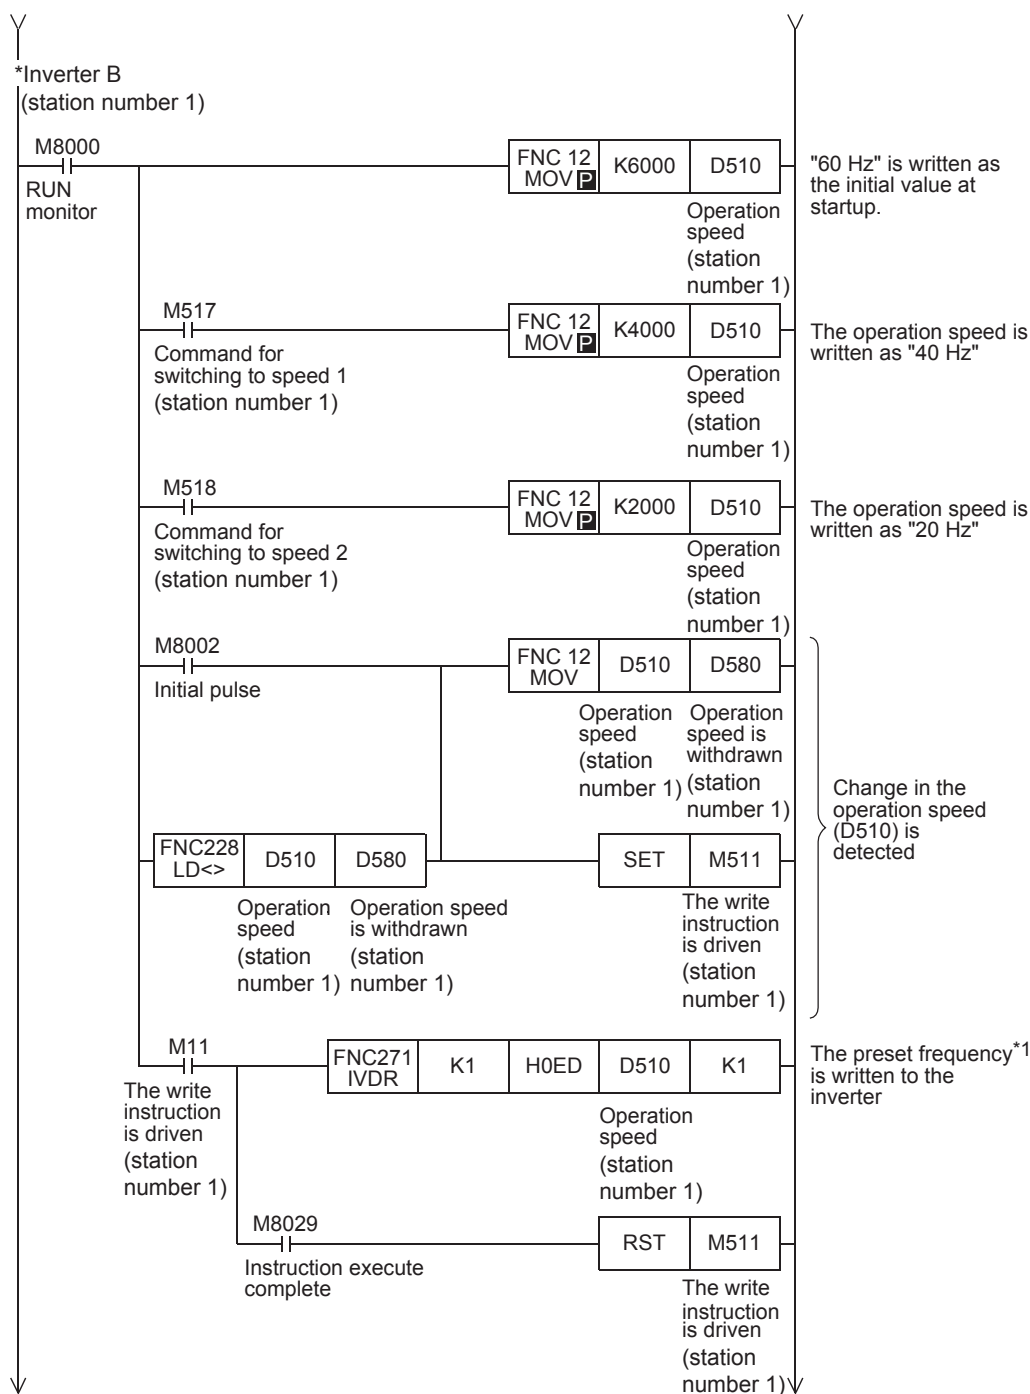 *Inverter B
(station number 1)
M8000
RUN
monitor
FNC 12
MOV P
K6000
D510
Operation
speed
(station
number 1)
"60 Hz" is written as
the initial value at
startup.
M517
Command for
switching to speed 1
(station number 1)
FNC 12
MOV P
K4000
D510
Operation
speed
(station
number 1)
The operation speed is
written as "40 Hz"
M518
Command for
switching to speed 2
(station number 1)
FNC 12
MOV P
K2000
D510
Operation
speed
(station
number 1)
The operation speed is
written as "20 Hz"
M8002
Initial pulse
FNC 12
MOV
D510
D580
Operation
speed
(station
number 1)
Operation
speed is
withdrawn
(station
number 1)
Change in the
operation speed
(D510) is
detected
FNC228
LD<>
D510
D580
Operation
speed
(station
number 1)
Operation speed
is withdrawn
(station
number 1)
SET
M511
The write
instruction
is driven
(station
number 1)
M11
The write
instruction
is driven
(station
number 1)
FNC271
IVDR
K1
H0ED
D510
K1
Operation
speed
(station
number 1)
The preset frequency*1
is written to the
inverter
M8029
Instruction execute
complete
RST
M511
The write
instruction
is driven
(station
number 1)